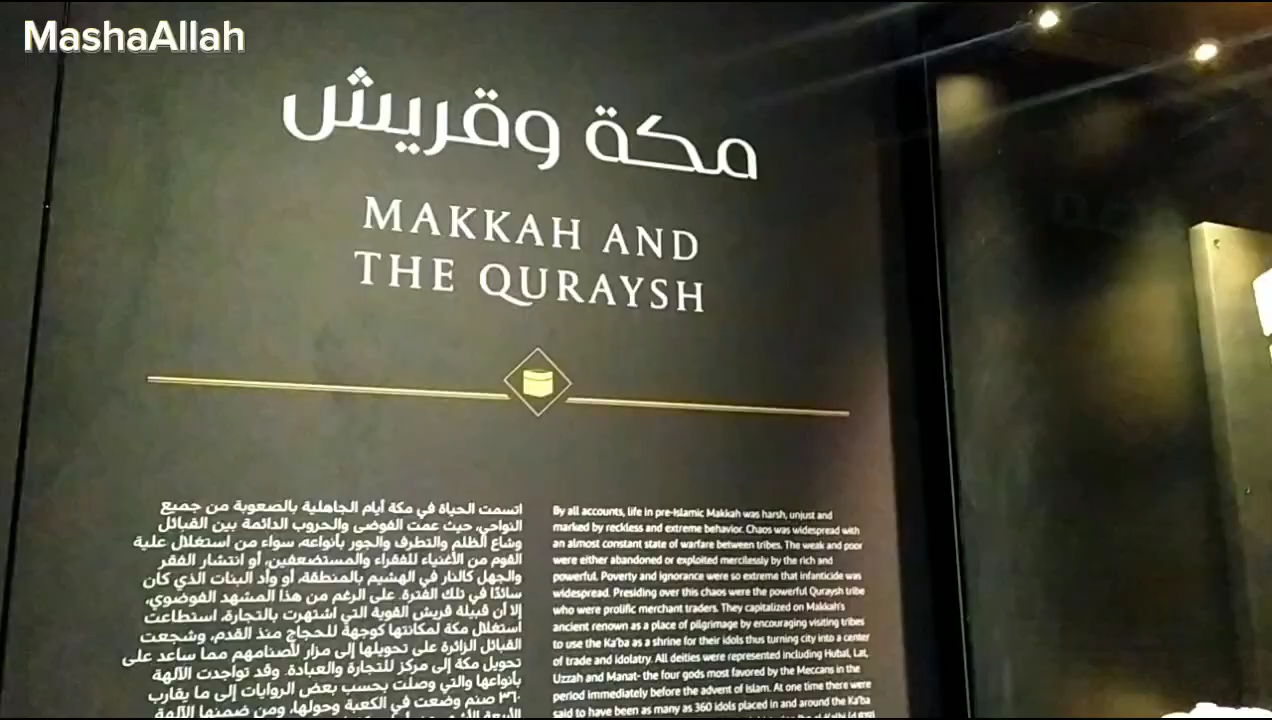 MashaAllah
مكة وقريش
MAKKAH AND
THE QURAYSH
اتسمت الحياة في مكة أيام الجاهلية بالصعوبة من جميع
النواحي، حيث عمت الفوضى والحروب الدائمة بين القبائل
وشاع الظلم والتطرف والجور بأنواعه، سواء من استغلال علية
القوم من الأغنياء للفقراء والمستضعفين، أو انتشار الفقر
والجهل كالنار في الهشيم بالمنطقة، أو وأد البنات الذي كان
سائدًا في تلك الفترة. على الرغم من هذا المشهد الفوضوي،
إلا أن قبيلة قريش القوية التي اشتهرت بالتجارة، استطاعت
استغلال مكة لمكانتها كوجهة للحجاج منذ القدم، وشجعت
القبائل الزائرة على تحويلها إلى مزار لأصنامهم مما ساعد على
تحويل مكة إلى مركز للتجارة والعبادة. وقد تواجدت الآلهة
بأنواعها والتي وصلت بحسب بعض الروايات إلى ما يقارب
٣٦٠ صنم وضعت في الكعبة وحولها، ومن ضمنها الآلهة
By all accounts, life in pre-Islamic Makkah was harsh, unjust and
marked by reckless and extreme behavior. Chaos was widespread with
an almost constant state of warfare between tribes. The weak and poor
were either abandoned or exploited mercilessly by the rich and
powerful. Poverty and ignorance were so extreme that infanticide was
widespread. Presiding over this chaos were the powerful Quraysh tribe
who were prolific merchant traders. They capitalized on Makkah's
ancient renown as a place of pilgrimage by encouraging visiting tribes
to use the Ka'ba as a shrine for their idols thus turning city into a center
of trade and idolatry. All deities were represented including Hubal, Lat,
Uzzah and Manat- the four gods most favored by the Meccans in the
period immediately before the advent of Islam. At one time there were
said to have been as many as 360 idols placed in and around the Ka'ba